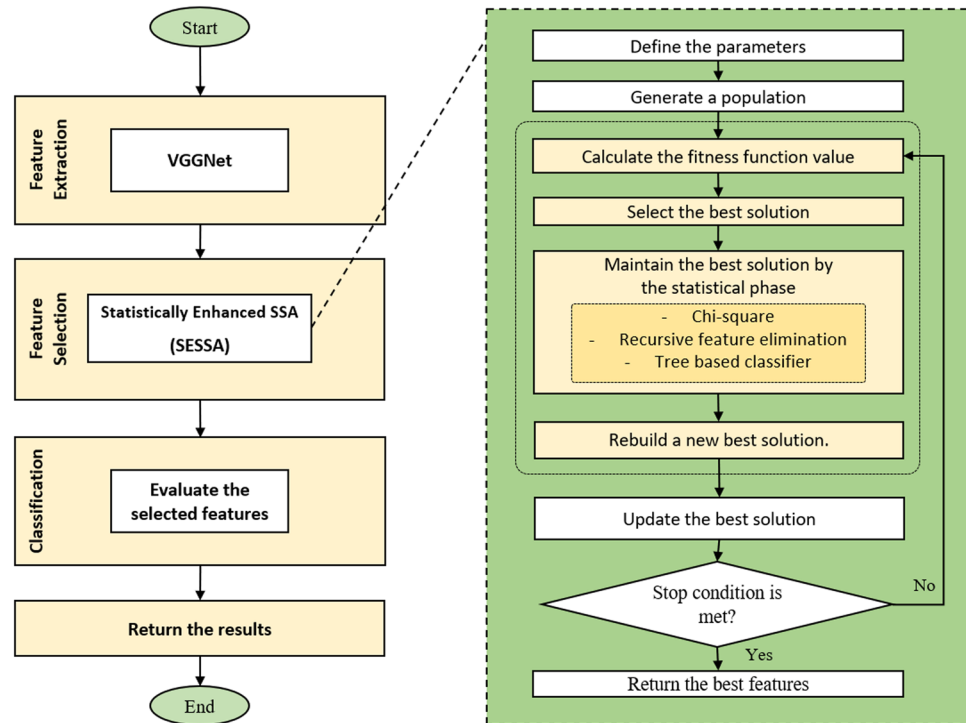 Start
Feature
Extraction
VGGNet
Feature
Selection
Statistically Enhanced SSA
(SESSA)
Classification
Evaluate the
selected features
Return the results
End
Define the parameters
Generate a population
Calculate the fitness function value
Select the best solution
Maintain the best solution by
the statistical phase
- Chi-square
- Recursive feature elimination
- Tree based classifier
Rebuild a new best solution.
Update the best solution
Stop condition is
met?
No
Yes
Return the best features